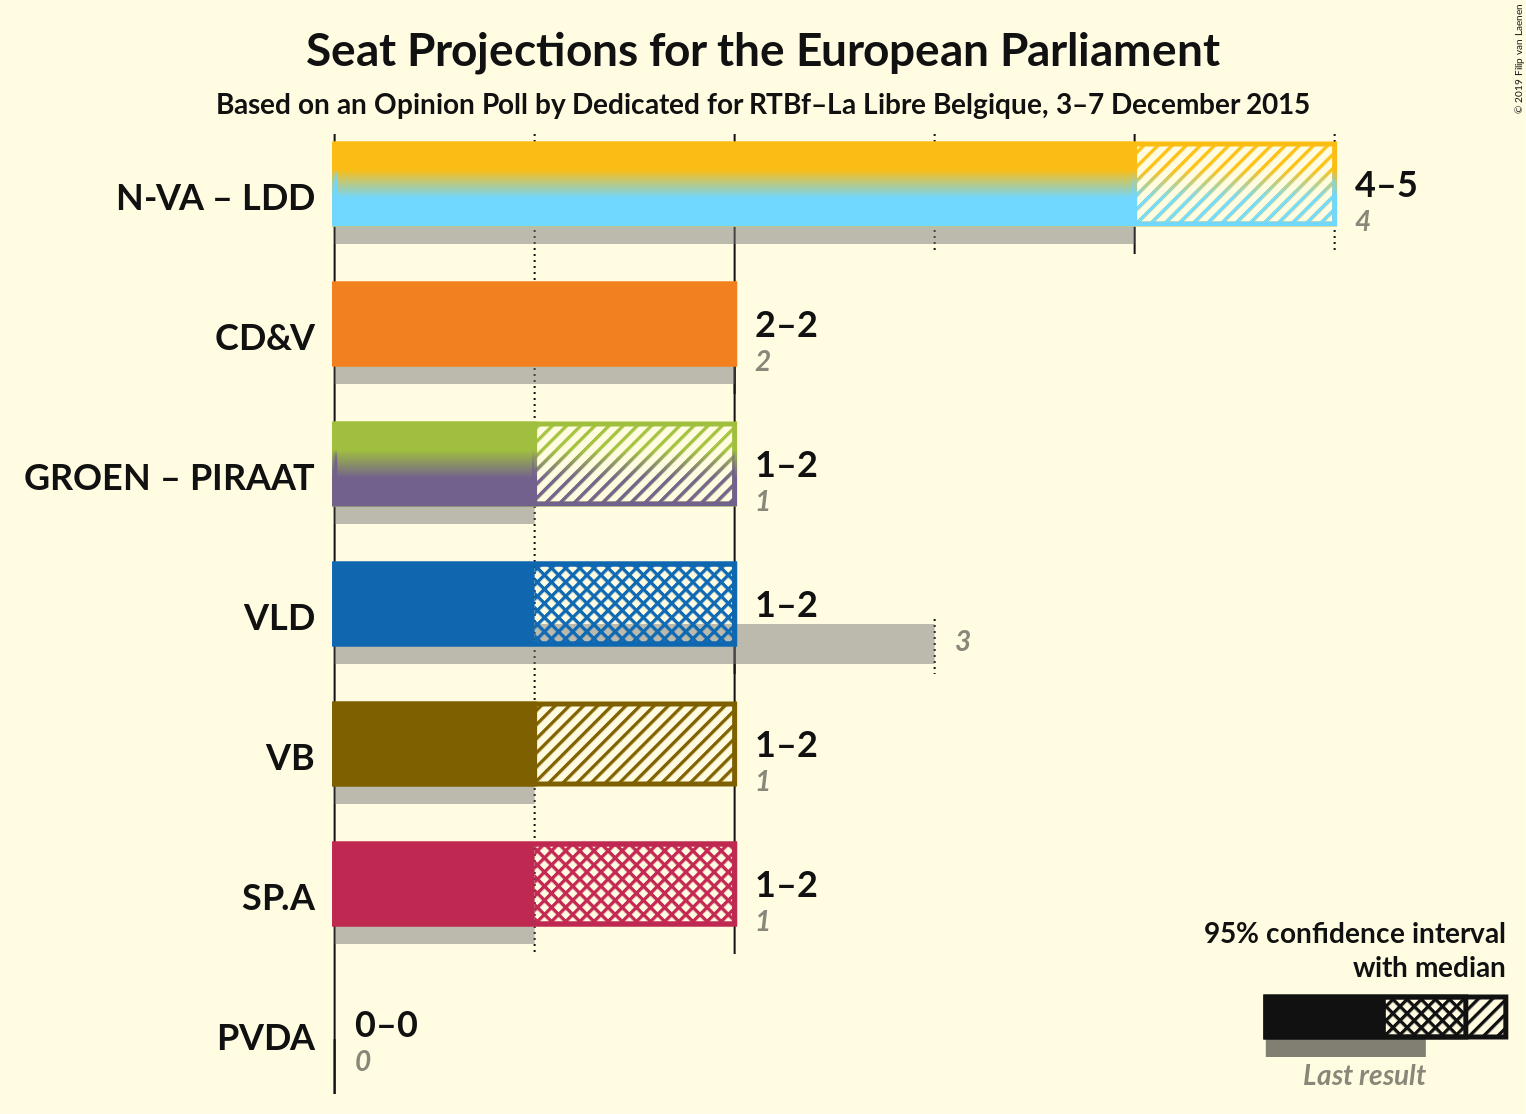 Seat Projections for the European Parliament
Based on an Opinion Poll by Dedicated for RTBf–La Libre Belgique, 3–7 December 2015
© 2019 Filip van Laenen
N-VA – LDD
4–5
4
CD&V
2–2
2
GROEN – PIRAAT
1–2
1
VLD
1–2
3
VB
1–2
1
SP.A
1–2
1
PVDA
0–0
0
95% confidence interval
with median
Last result